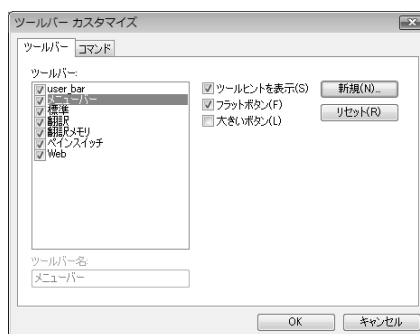 ツールバー カスタマイズ
ツールバー コマンド
ツールバー:
user_bar
メニューバー
標準
翻訳
翻訳メモリ
ペインスイッチ
Web
ツールヒントを表示(S)
フラットボタン(F)
大きいボタン(L)
新規(N)...
リセット(R)
ツールバー名:
メニューバー
OK キャンセル